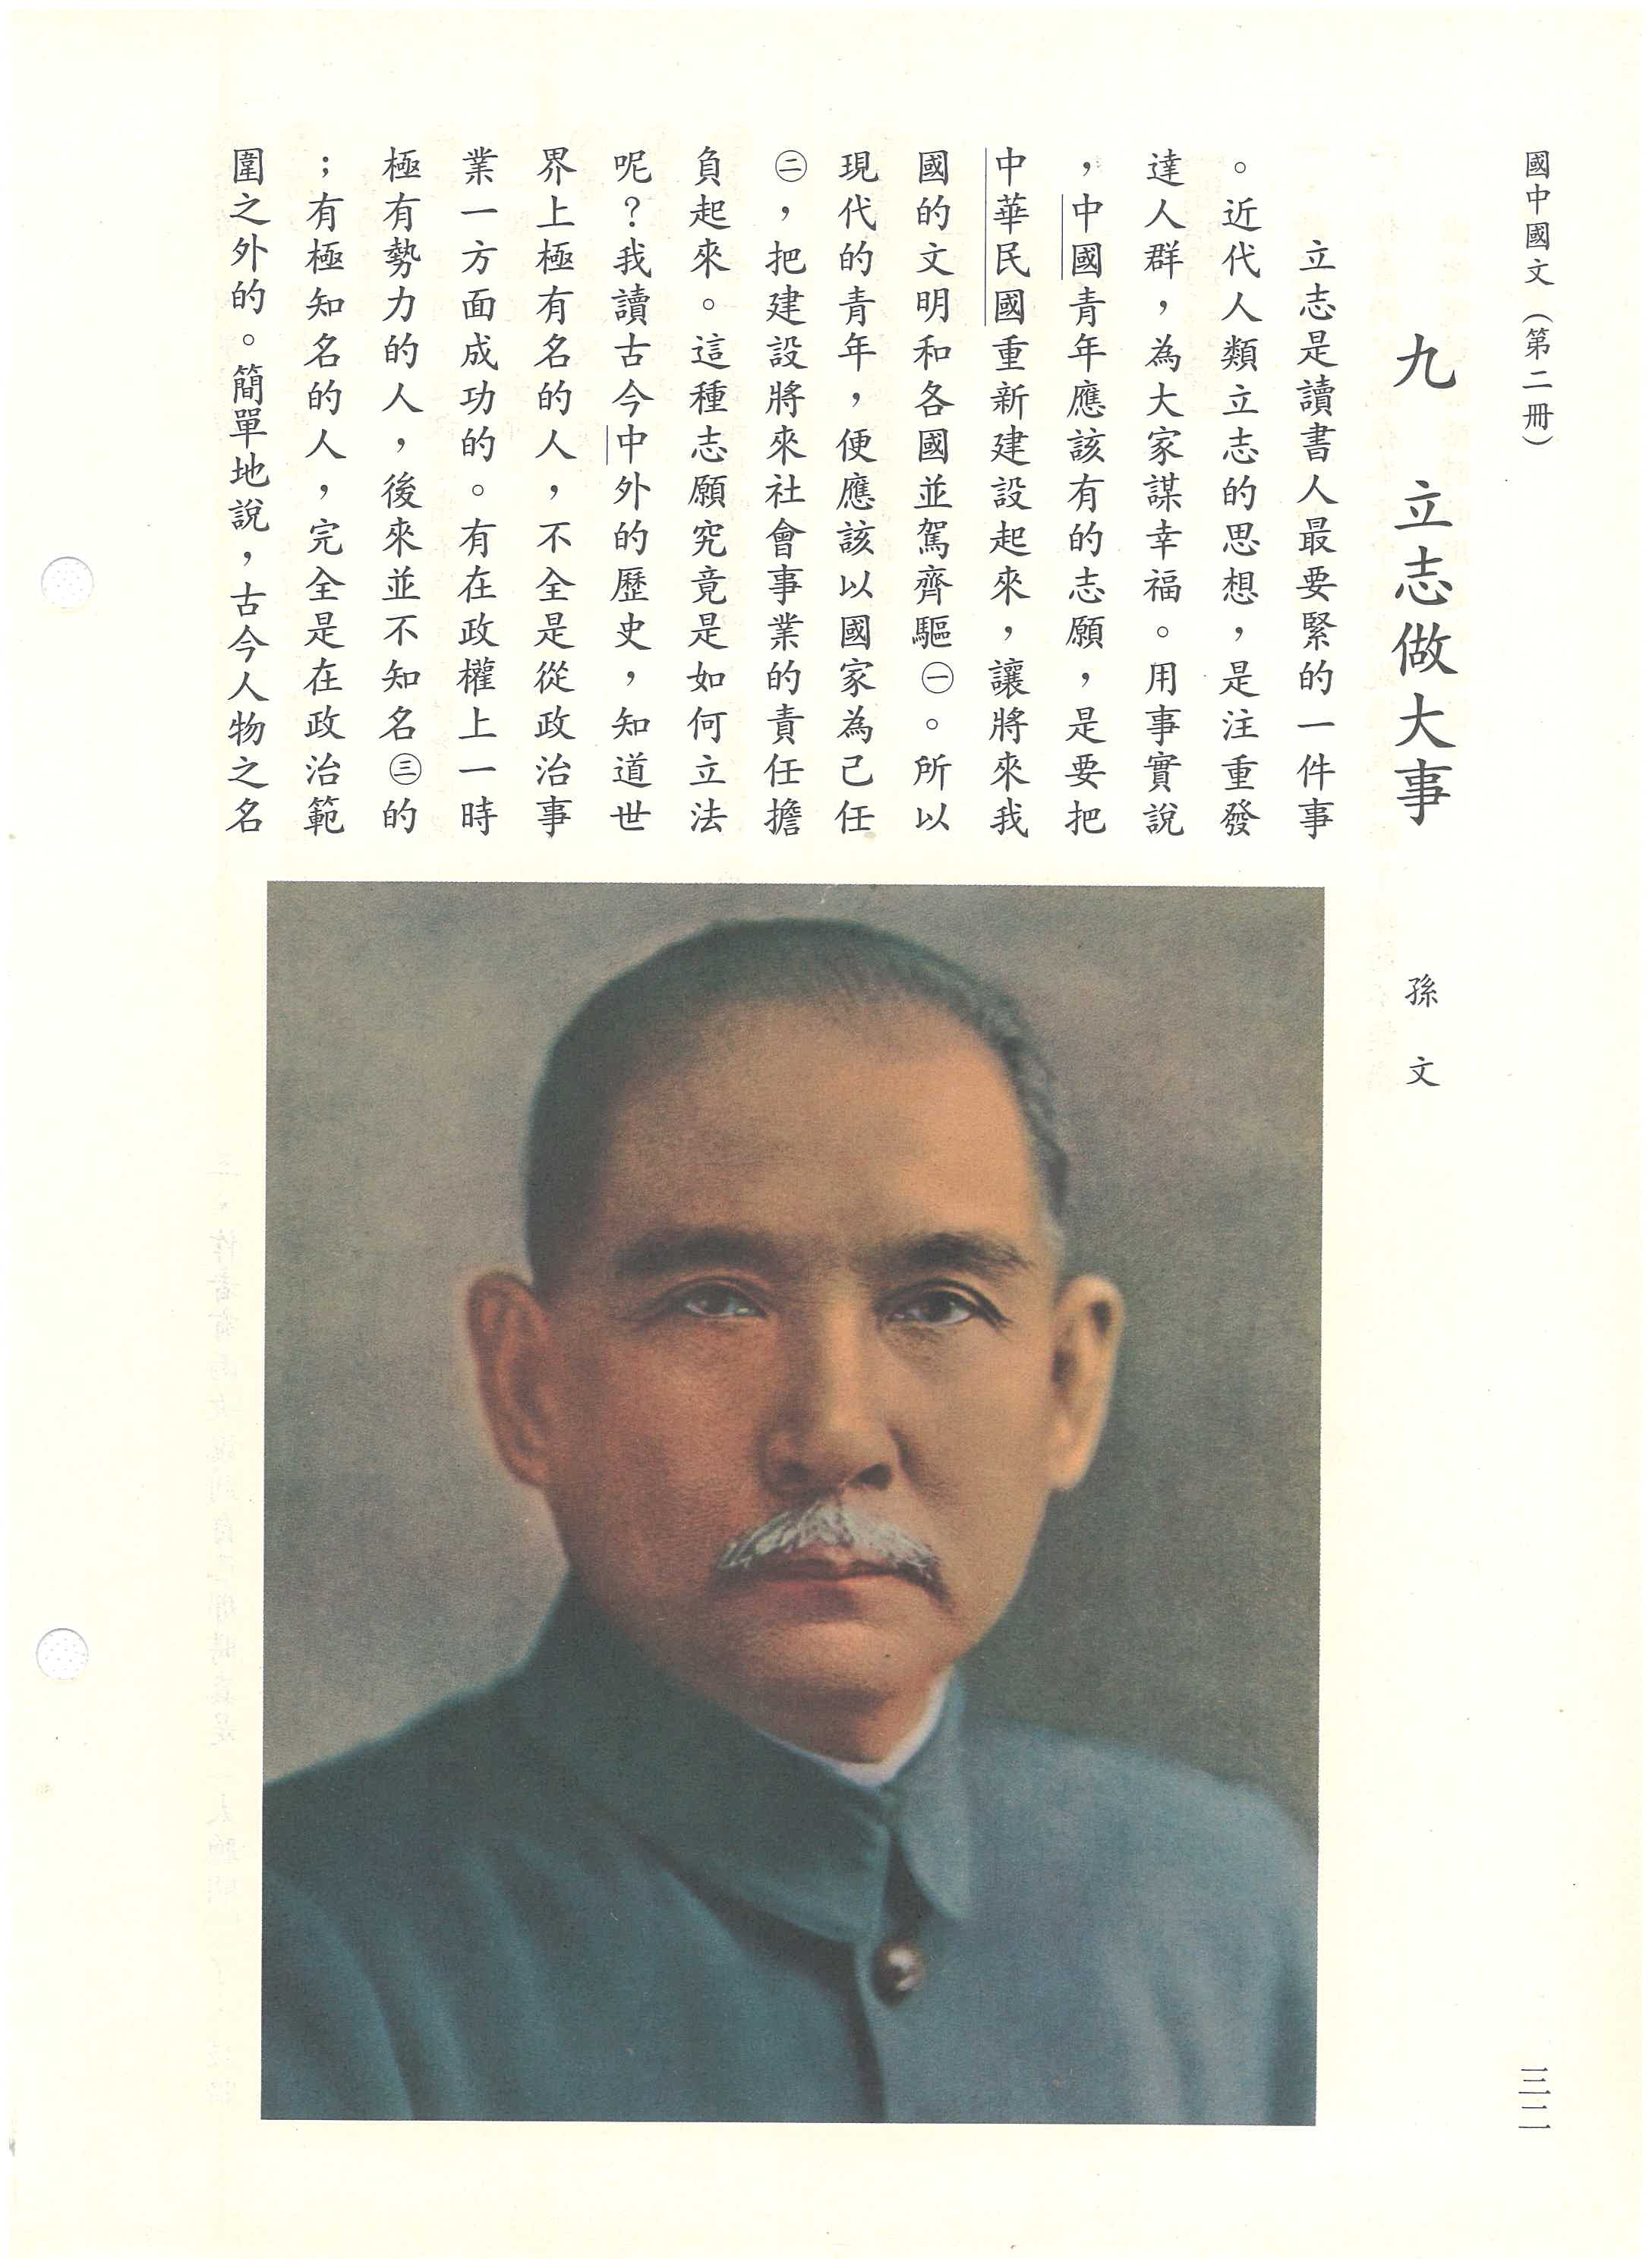 國中國文（第二冊）
三二
九　立志做大事
孫　文
立志是讀書人最要緊的一件事
。近代人類立志的思想，是注重發
達人群，為大家謀幸福。用事實說
，中國青年應該有的志願，是要把
中華民國重新建設起來，讓將來我
國的文明和各國並駕齊驅㊀。所以
現代的青年，便應該以國家為己任
㊁，把建設將來社會事業的責任擔
負起來。這種志願究竟是如何立法
呢？我讀古今中外的歷史，知道世
界上極有名的人，不全是從政治事
業一方面成功的。有在政權上一時
極有勢力的人，後來並不知名㊂的
；有極知名的人，完全是在政治範
圍之外的。簡單地說，古今人物之名